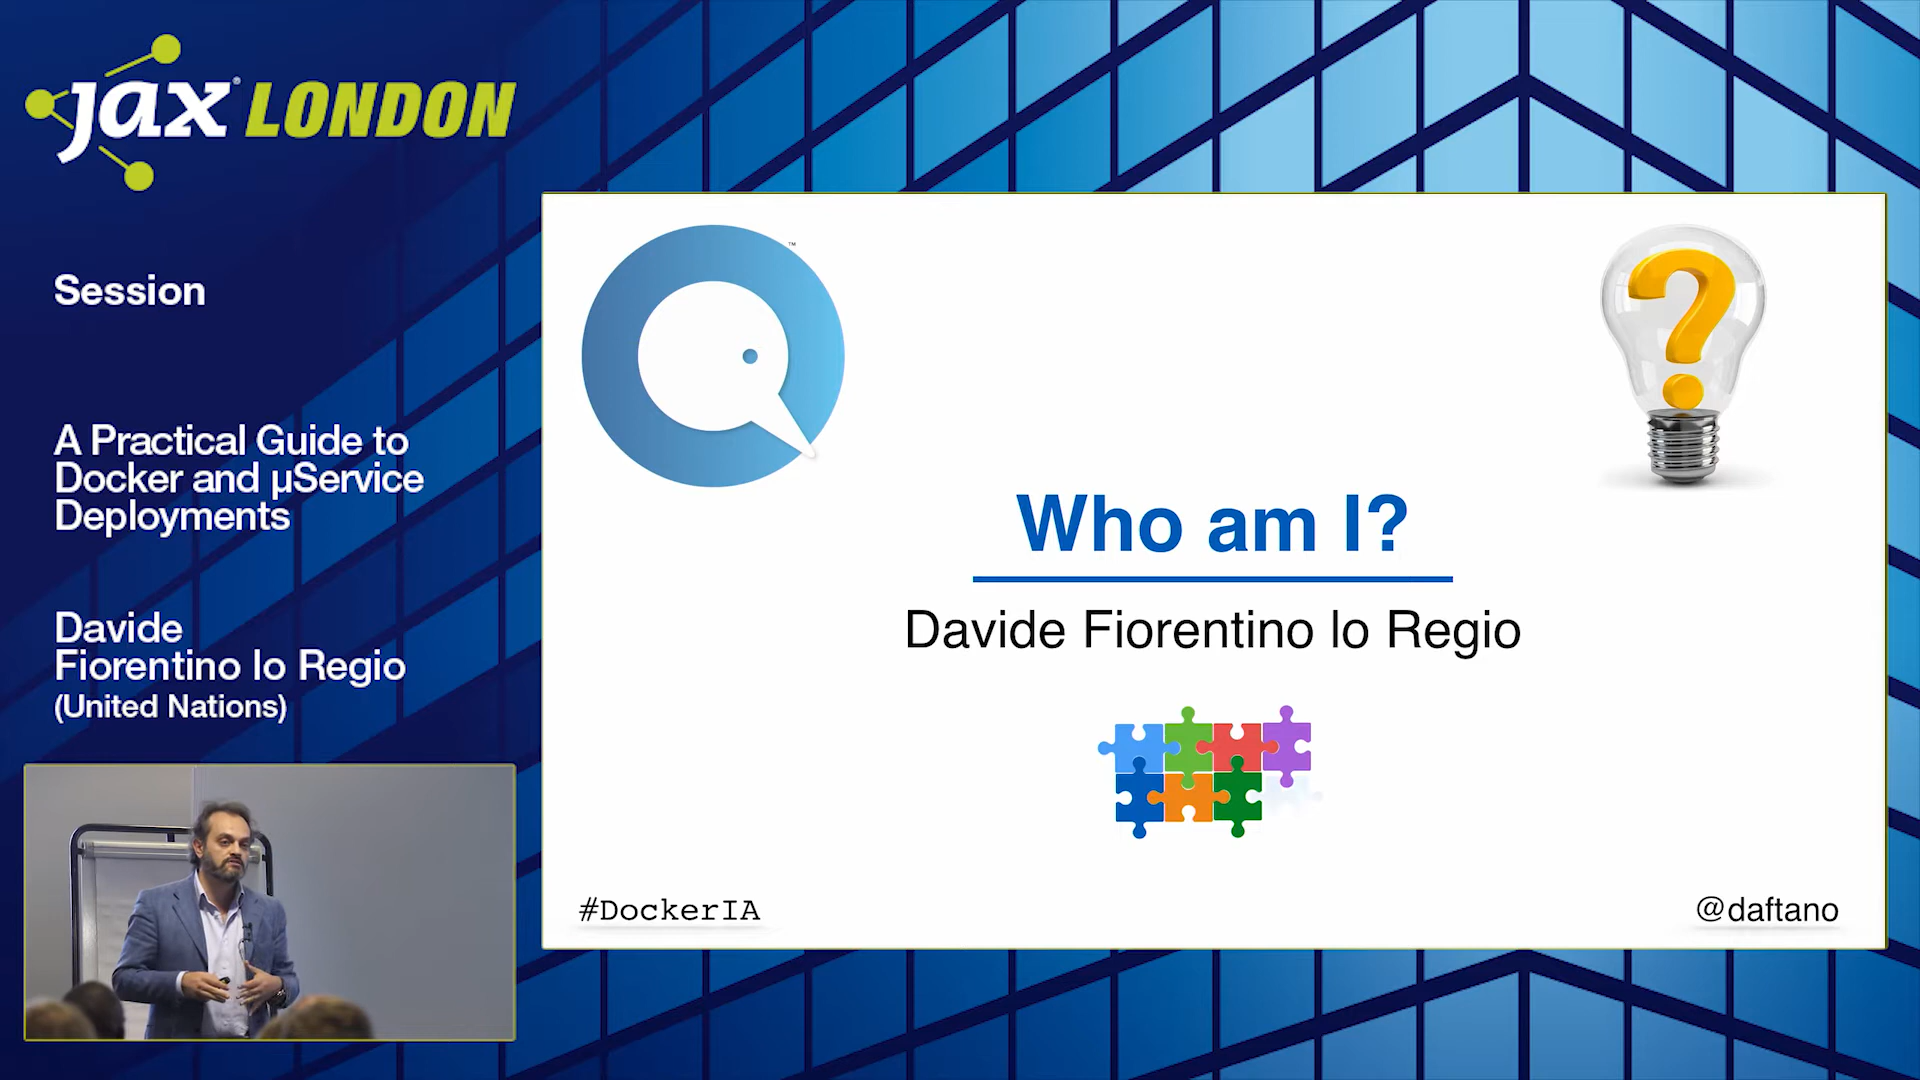 jax® LONDON
Session
A Practical Guide to
Docker and µService
Deployments
Davide
Fiorentino lo Regio
(United Nations)
™
Who am I?
Davide Fiorentino lo Regio
#DockerIA
@daftano